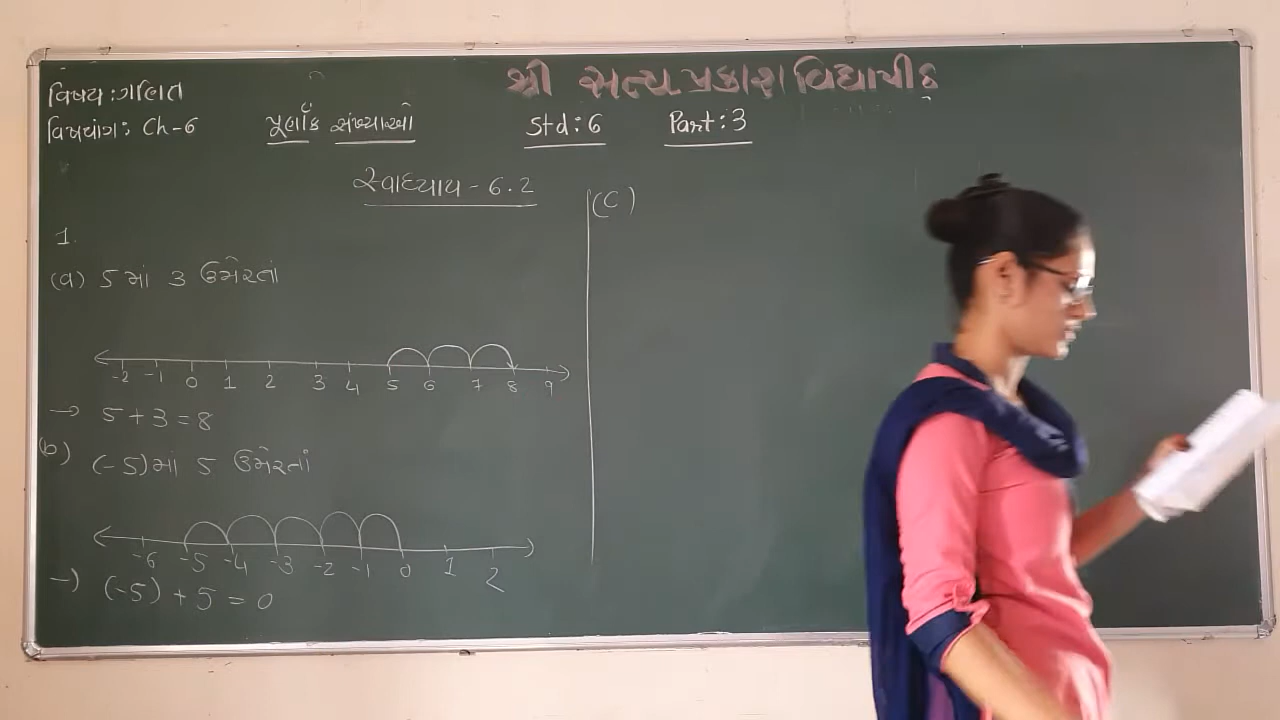 શ્રી સત્ય પ્રકાશ વિદ્યાપીઠ
વિષય : ગણિત
વિષયાંગ : Ch-6 પૂર્ણાંક સંખ્યાઓ Std : 6 Part : 3
સ્વાધ્યાય - 6.2
1.
(a) 5 માં 3 ઉમેરતાં
-2 -1 0 1 2 3 4 5 6 7 8 9
→ 5 + 3 = 8
(b) (-5) માં 5 ઉમેરતાં
-6 -5 -4 -3 -2 -1 0 1 2
→ (-5) + 5 = 0
(C)